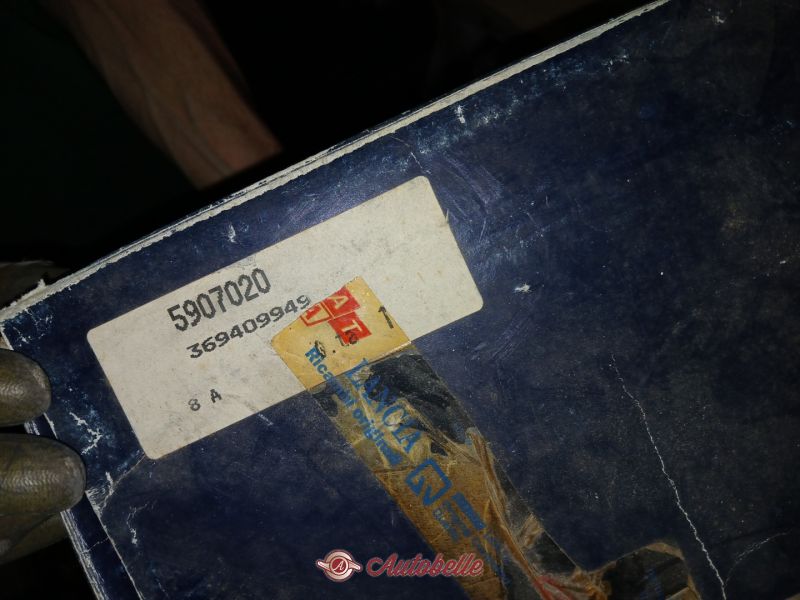 5907020
369409949
8 A
LANCIA
Ricambi originali
A Autobelle